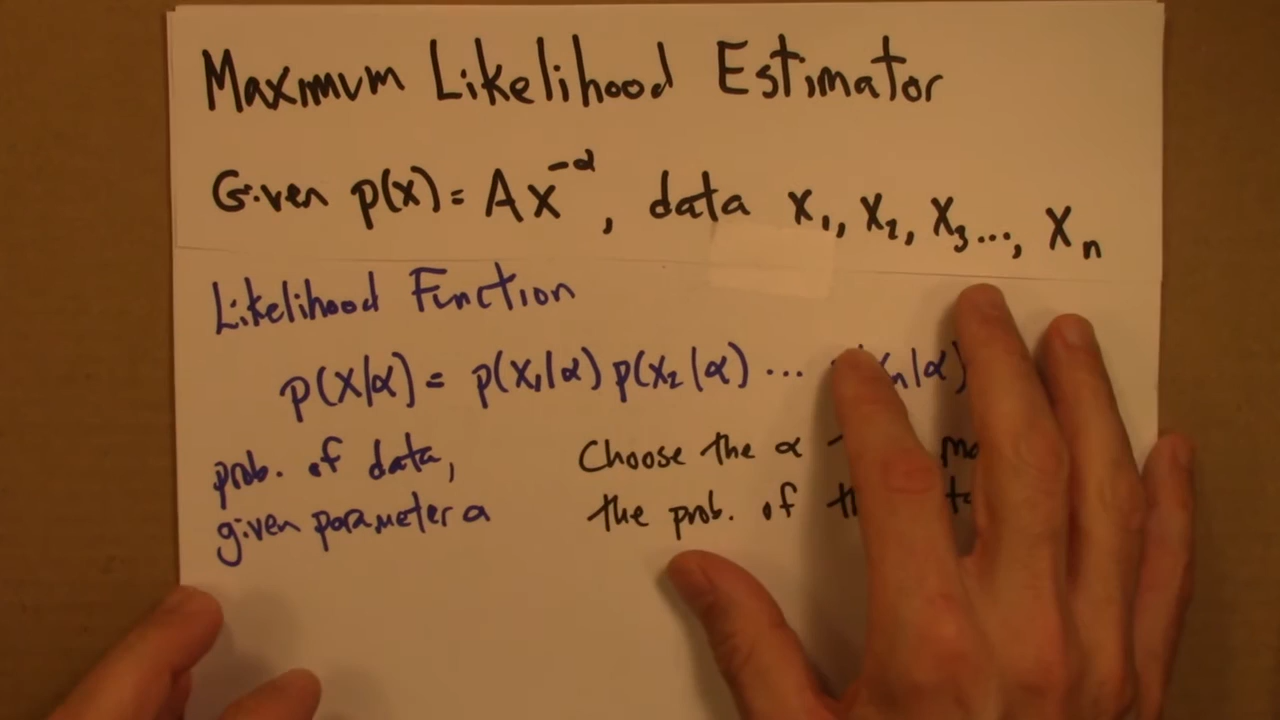 Maximum Likelihood Estimator
Given p(x) = Ax^-α, data x₁, x₂, x₃..., xₙ
Likelihood Function
p(X|α) = p(x₁|α) p(x₂|α) ... |α)
prob. of data,
given parameter a
Choose the α
the prob. of